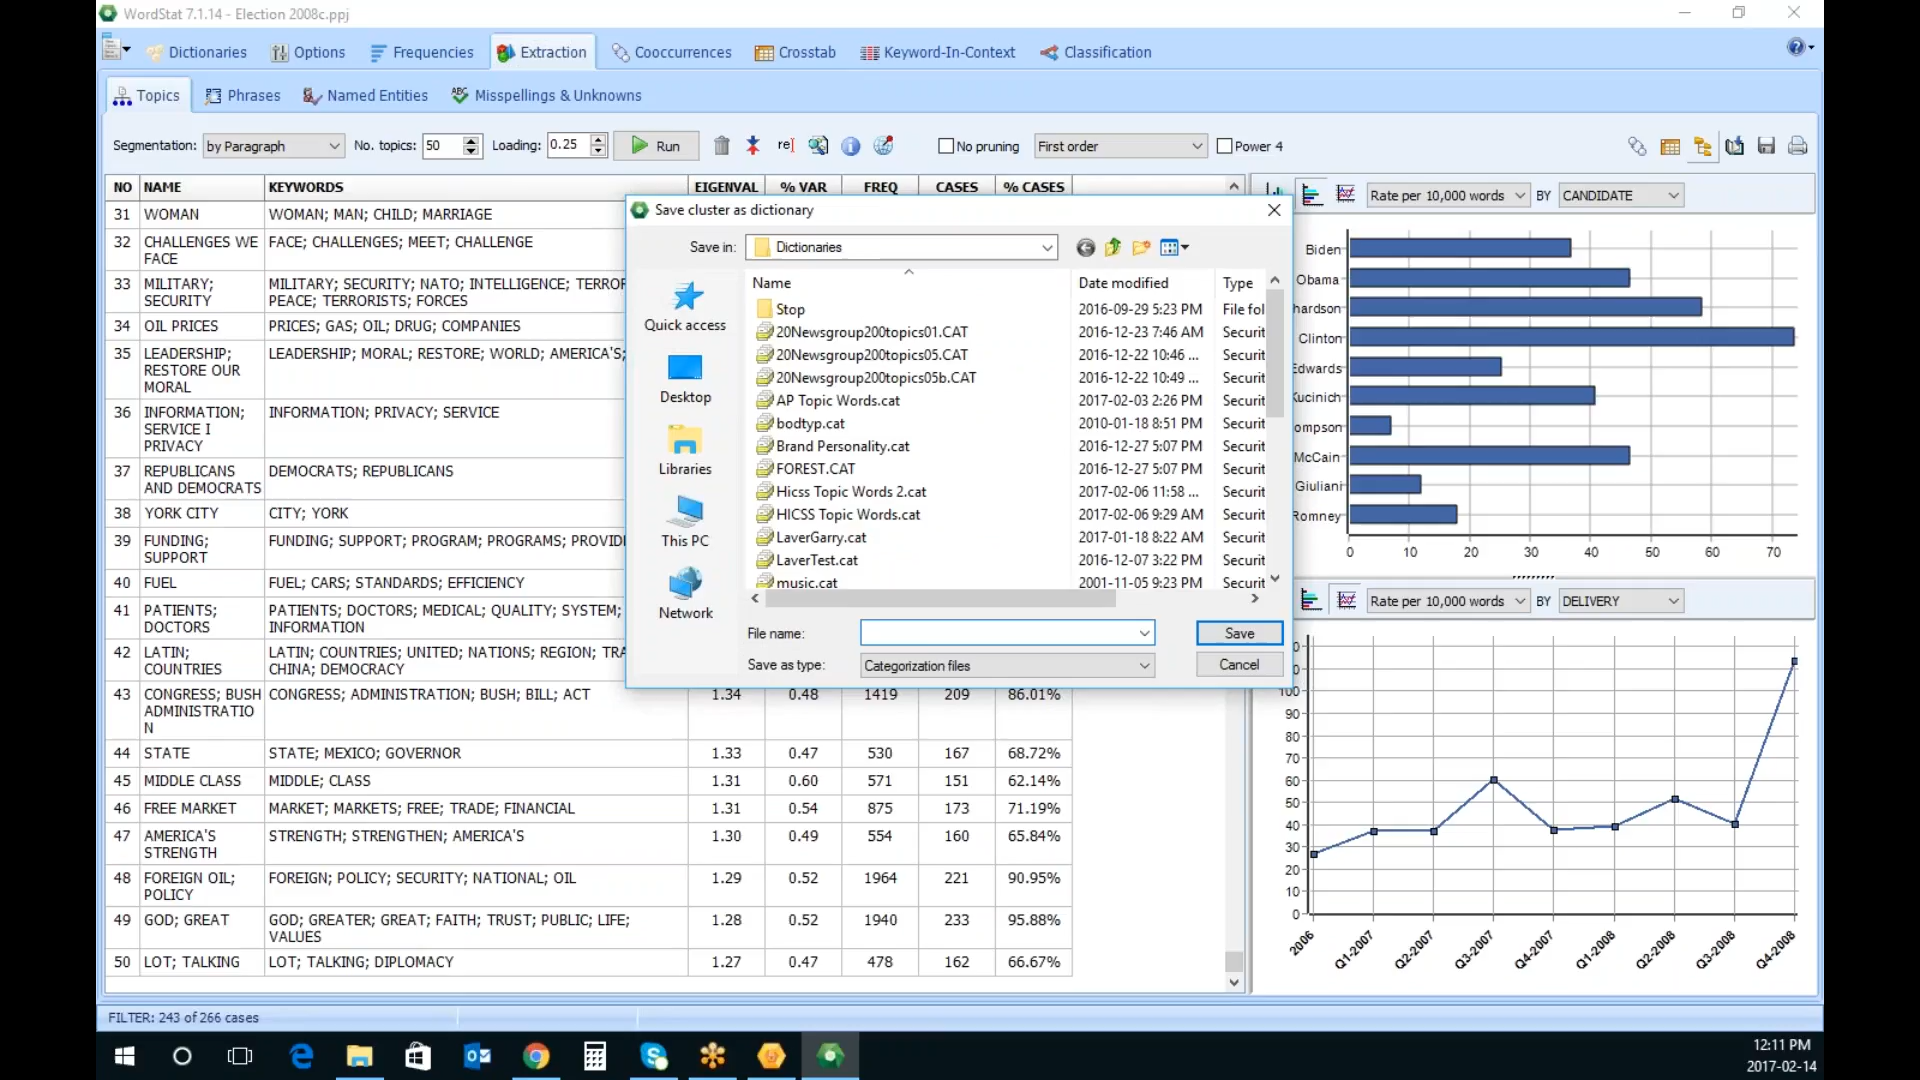 WordStat 7.1.14 - Election 2008c.ppj
Dictionaries Options Frequencies Extraction Cooccurrences Crosstab Keyword-In-Context Classification
Topics Phrases Named Entities Misspellings & Unknowns
Segmentation: by Paragraph No. topics: 50 Loading: 0.25 Run No pruning First order Power 4
NO NAME KEYWORDS EIGENVAL % VAR FREQ CASES % CASES
31 WOMAN WOMAN; MAN; CHILD; MARRIAGE
32 CHALLENGES WE FACE; CHALLENGES; MEET; CHALLENGE
FACE
33 MILITARY; MILITARY; SECURITY; NATO; INTELLIGENCE; TERROR
SECURITY PEACE; TERRORISTS; FORCES
34 OIL PRICES PRICES; GAS; OIL; DRUG; COMPANIES
35 LEADERSHIP; LEADERSHIP; MORAL; RESTORE; WORLD; AMERICA'S;
RESTORE OUR
MORAL
36 INFORMATION; INFORMATION; PRIVACY; SERVICE
SERVICE I
PRIVACY
37 REPUBLICANS DEMOCRATS; REPUBLICANS
AND DEMOCRATS
38 YORK CITY CITY; YORK
39 FUNDING; FUNDING; SUPPORT; PROGRAM; PROGRAMS; PROVID
SUPPORT
40 FUEL FUEL; CARS; STANDARDS; EFFICIENCY
41 PATIENTS; PATIENTS; DOCTORS; MEDICAL; QUALITY; SYSTEM;
DOCTORS INFORMATION
42 LATIN; LATIN; COUNTRIES; UNITED; NATIONS; REGION; TRA
COUNTRIES CHINA; DEMOCRACY
43 CONGRESS; BUSH CONGRESS; ADMINISTRATION; BUSH; BILL; ACT 1.34 0.48 1419 209 86.01%
ADMINISTRATIO
N
44 STATE STATE; MEXICO; GOVERNOR 1.33 0.47 530 167 68.72%
45 MIDDLE CLASS MIDDLE; CLASS 1.31 0.60 571 151 62.14%
46 FREE MARKET MARKET; MARKETS; FREE; TRADE; FINANCIAL 1.31 0.54 875 173 71.19%
47 AMERICA'S STRENGTH; STRENGTHEN; AMERICA'S 1.30 0.49 554 160 65.84%
STRENGTH
48 FOREIGN OIL; FOREIGN; POLICY; SECURITY; NATIONAL; OIL 1.29 0.52 1964 221 90.95%
POLICY
49 GOD; GREAT GOD; GREATER; GREAT; FAITH; TRUST; PUBLIC; LIFE; 1.28 0.52 1940 233 95.88%
VALUES
50 LOT; TALKING LOT; TALKING; DIPLOMACY 1.27 0.47 478 162 66.67%
Save cluster as dictionary
Save in: Dictionaries
Quick access
Desktop
Libraries
This PC
Network
Name Date modified Type
Stop 2016-09-29 5:23 PM File fol
20Newsgroup200topics01.CAT 2016-12-23 7:46 AM Securit
20Newsgroup200topics05.CAT 2016-12-22 10:46 ... Securit
20Newsgroup200topics05b.CAT 2016-12-22 10:49 ... Securit
AP Topic Words.cat 2017-02-03 2:26 PM Securit
bodtyp.cat 2010-01-18 8:51 PM Securit
Brand Personality.cat 2016-12-27 5:07 PM Securit
FOREST.CAT 2016-12-27 5:07 PM Securit
Hicss Topic Words 2.cat 2017-02-06 11:58 ... Securit
HICSS Topic Words.cat 2017-02-06 9:29 AM Securit
LaverGarry.cat 2017-01-18 8:22 AM Securit
LaverTest.cat 2016-12-07 3:22 PM Securit
music.cat 2001-11-05 9:23 PM Securit
File name: Save
Save as type: Categorization files Cancel
Rate per 10,000 words BY CANDIDATE
Biden
Obama
hardson
Clinton
Edwards
Kucinich
ompson
McCain
Giuliani
Romney
0 10 20 30 40 50 60 70
Rate per 10,000 words BY DELIVERY
0
0
100
90
80
70
60
50
40
30
20
10
0
2006 Q1-2007 Q2-2007 Q3-2007 Q4-2007 Q1-2008 Q2-2008 Q3-2008 Q4-2008
FILTER: 243 of 266 cases
12:11 PM
2017-02-14